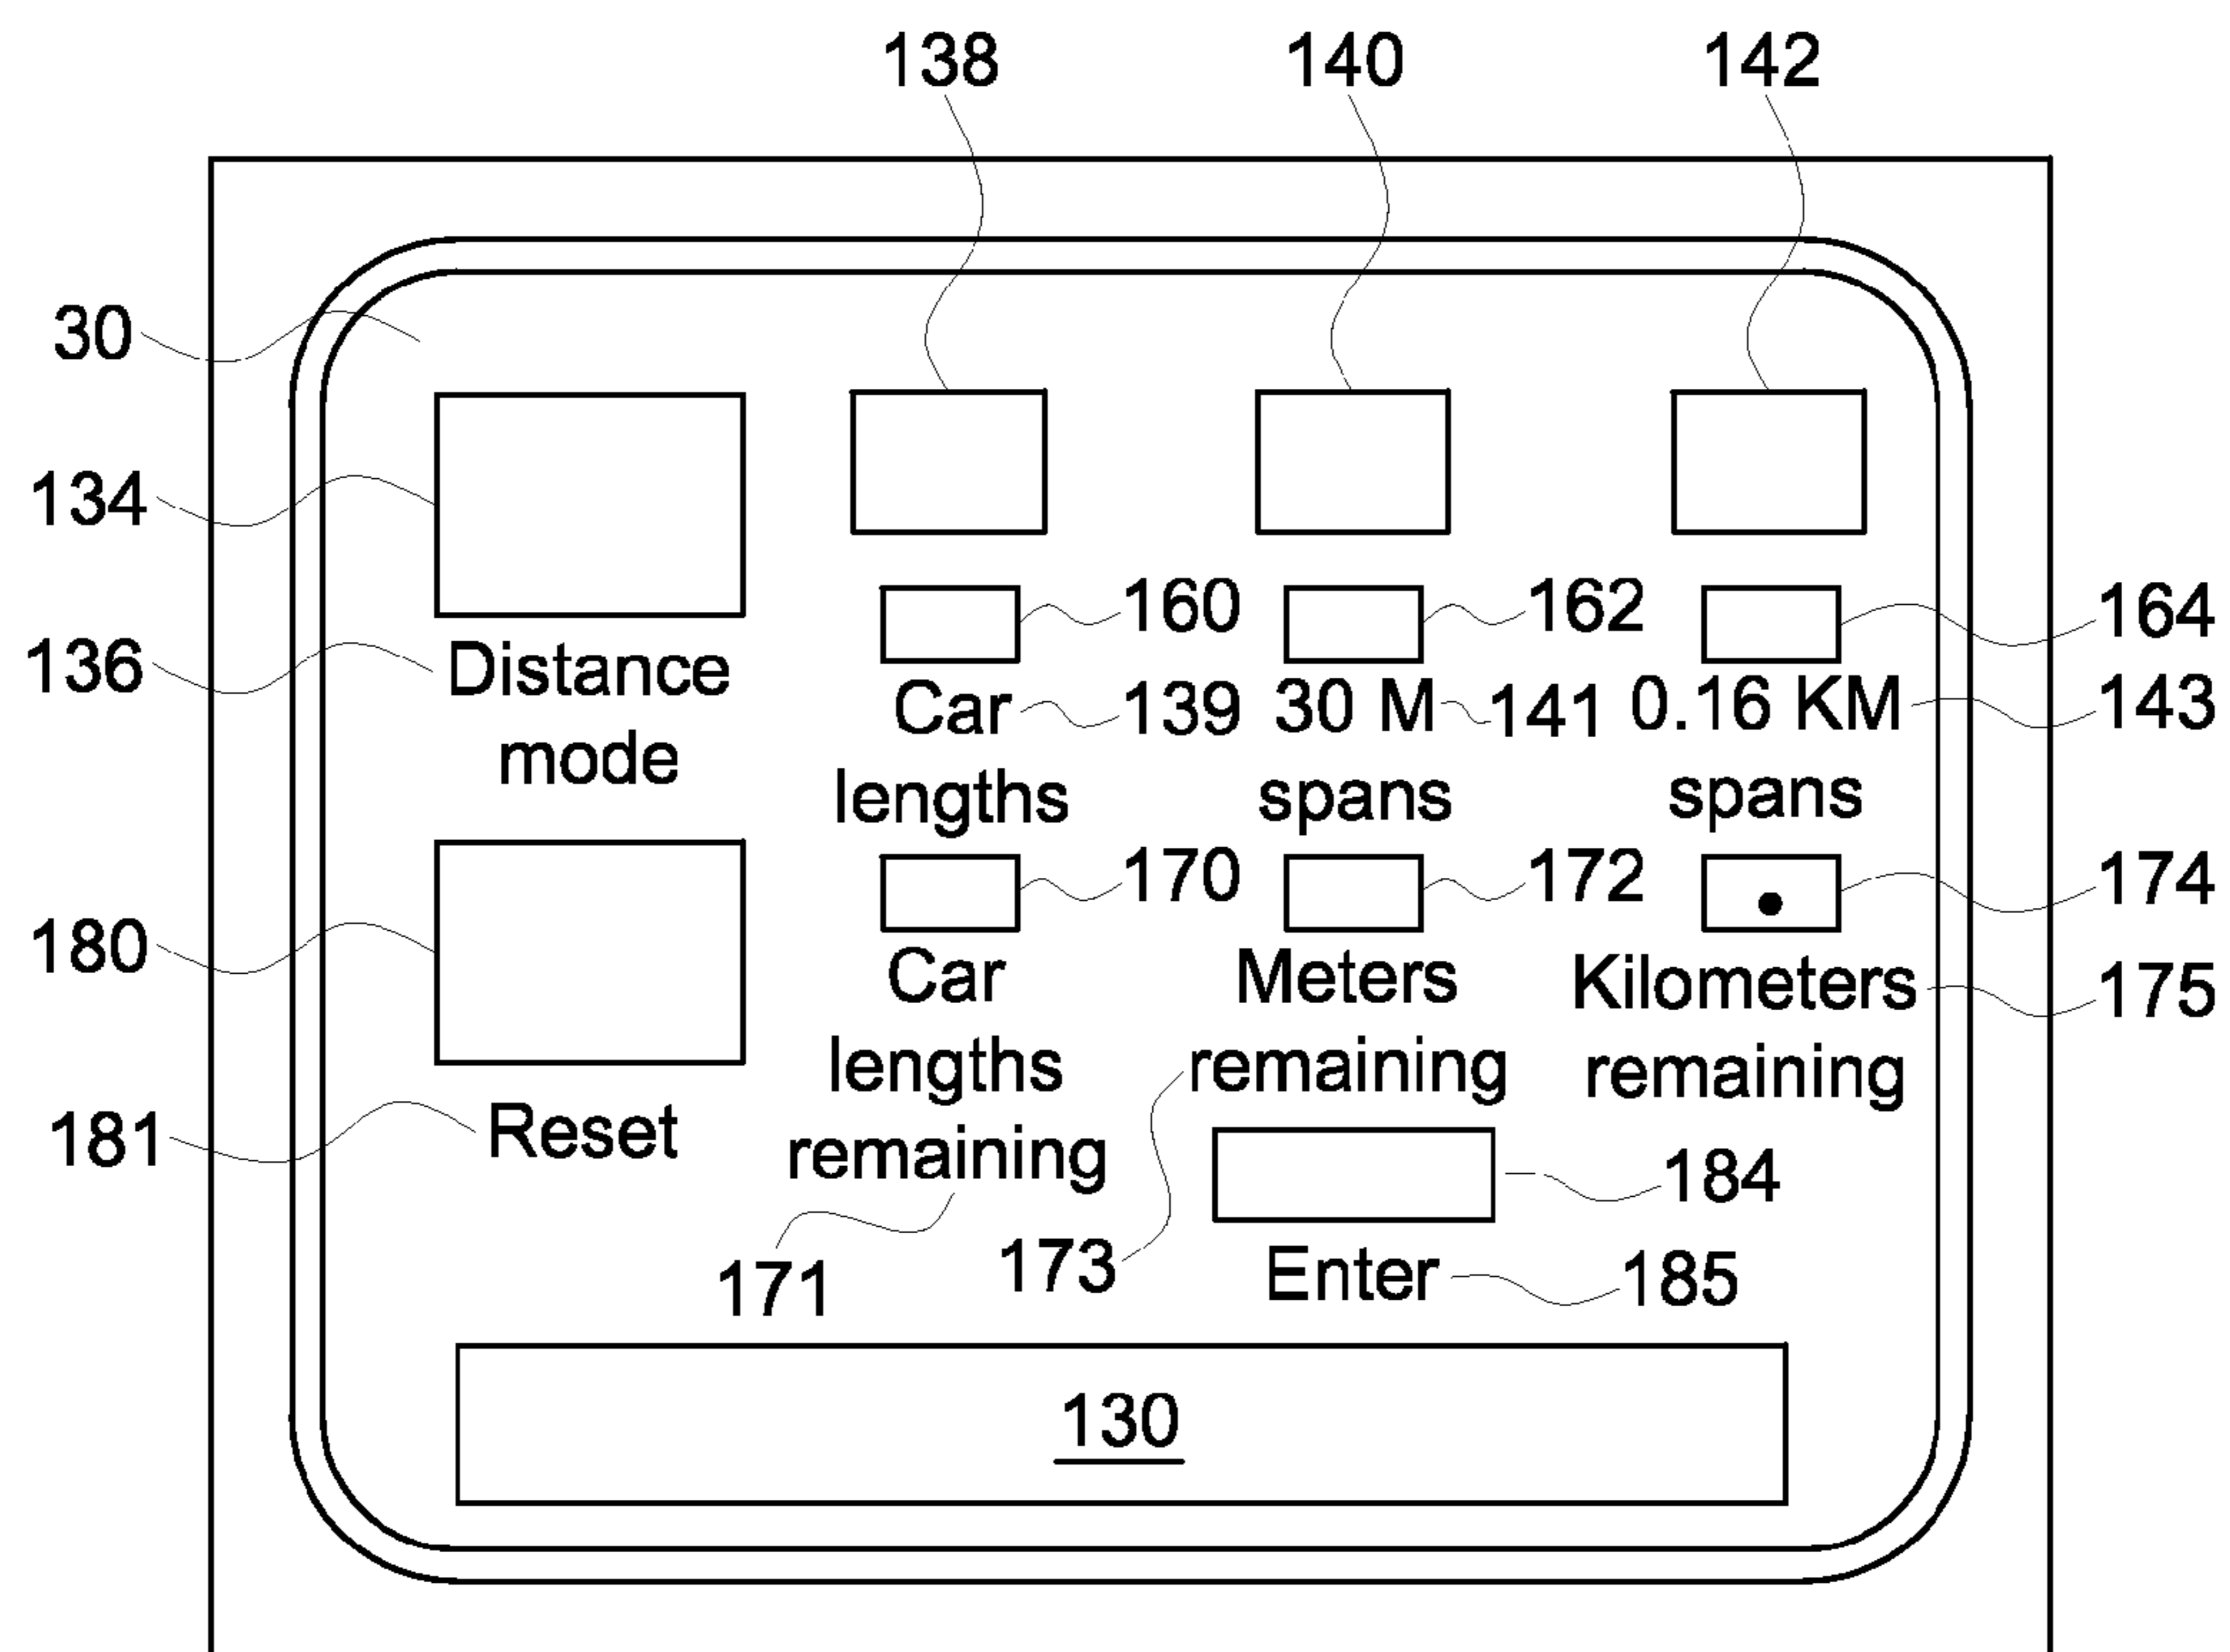 138 140 142
30
134
160 162 164
136 Distance mode
Car 139 30 M 141 0.16 KM 143
lengths spans spans
170 172 174
180
Car Meters Kilometers 175
lengths remaining remaining
remaining
181 Reset
184
171 173 Enter 185
130